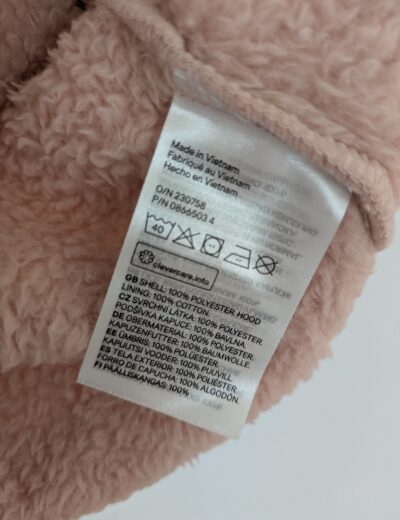 Made in Vietnam
Fabriqué au Vietnam
Hecho en Vietnam
O/N 230758
P/N 0866503 4
40
clevercare.info
GB SHELL: 100% POLYESTER. HOOD
LINING: 100% COTTON.
CZ SVRCHNI LÁTKA: 100% POLYESTER.
PODŠÍVKA KAPUCE: 100% BAVLNA.
DE OBERMATERIAL: 100% POLYESTER.
KAPUZENFUTTER: 100% BAUMWOLLE.
EE ÜMBRIS: 100% POLÜESTER.
KAPUUTSI VOODER: 100% PUUVILL.
ES TELA EXTERIOR: 100% POLIÉSTER.
FORRO DE CAPUCHA: 100% ALGODÓN.
FI PÄÄLLISKANGAS: 100%